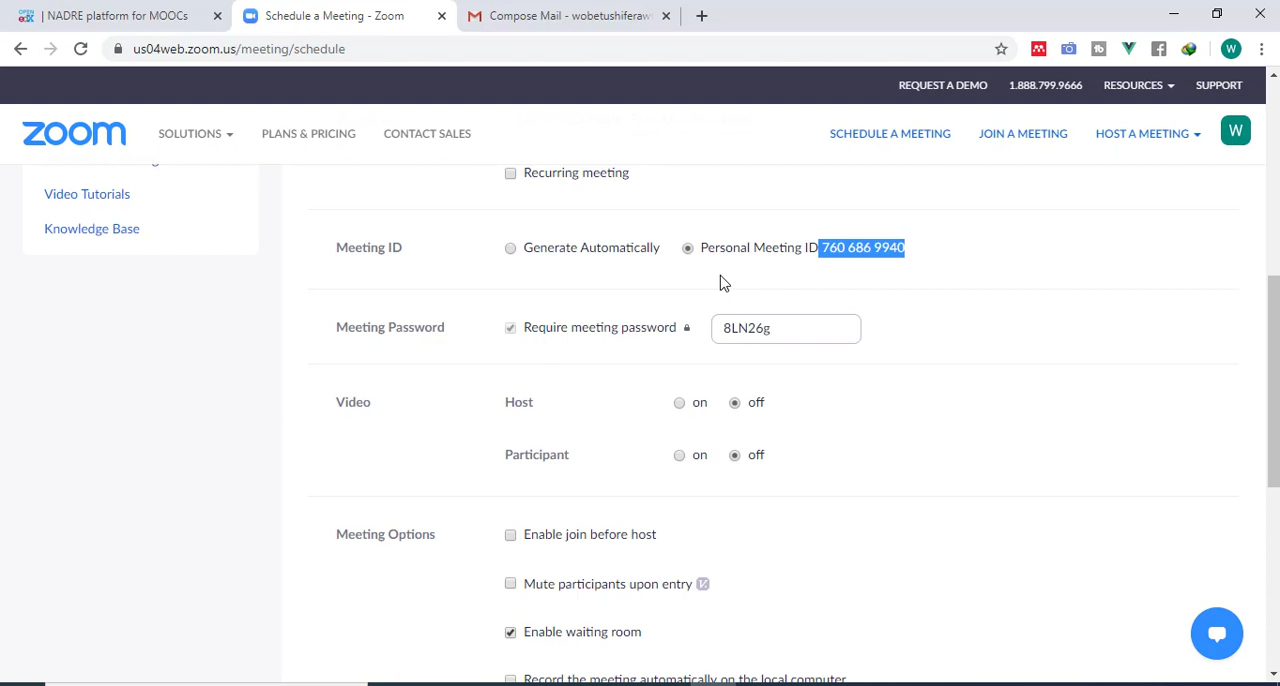 OPEN edX | NADRE platform for MOOCs
Schedule a Meeting - Zoom
Compose Mail - wobetushiferaw
us04web.zoom.us/meeting/schedule
W
REQUEST A DEMO 1.888.799.9666 RESOURCES SUPPORT
zoom SOLUTIONS PLANS & PRICING CONTACT SALES SCHEDULE A MEETING JOIN A MEETING HOST A MEETING W
Video Tutorials
Knowledge Base
Recurring meeting
Meeting ID Generate Automatically Personal Meeting ID 760 686 9940
Meeting Password Require meeting password 8LN26g
Video Host on off
Participant on off
Meeting Options Enable join before host
Mute participants upon entry
Enable waiting room
Record the meeting automatically on the local computer